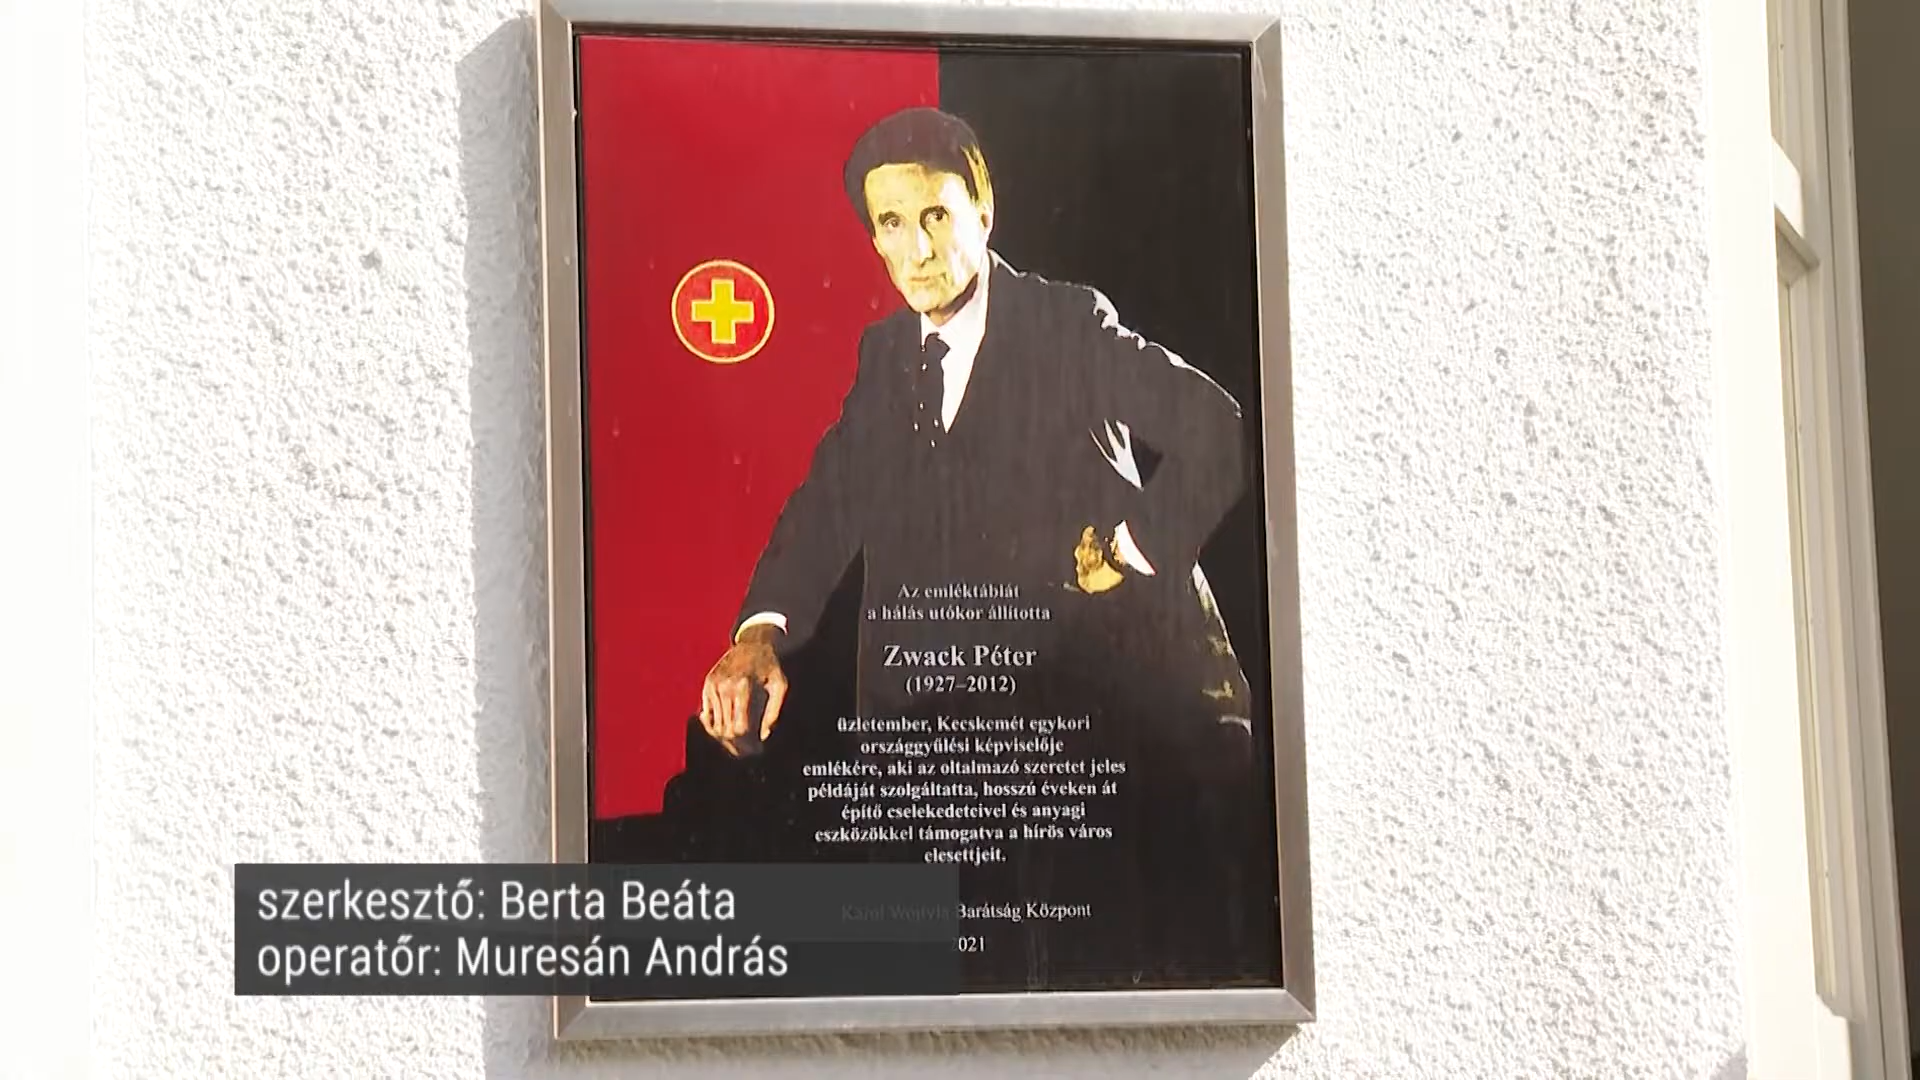 Az emléktáblát
a hálás utókor állította
Zwack Péter
(1927–2012)
üzletember, Kecskemét egykori
országgyűlési képviselője
emlékére, aki az oltalmazó szeretet jeles
példáját szolgáltatta, hosszú éveken át
építő cselekedeteivel és anyagi
eszközökkel támogatva a hírös város
elesettjeit.
Karol Wojtyla Barátság Központ
021
szerkesztő: Berta Beáta
operatőr: Muresán András